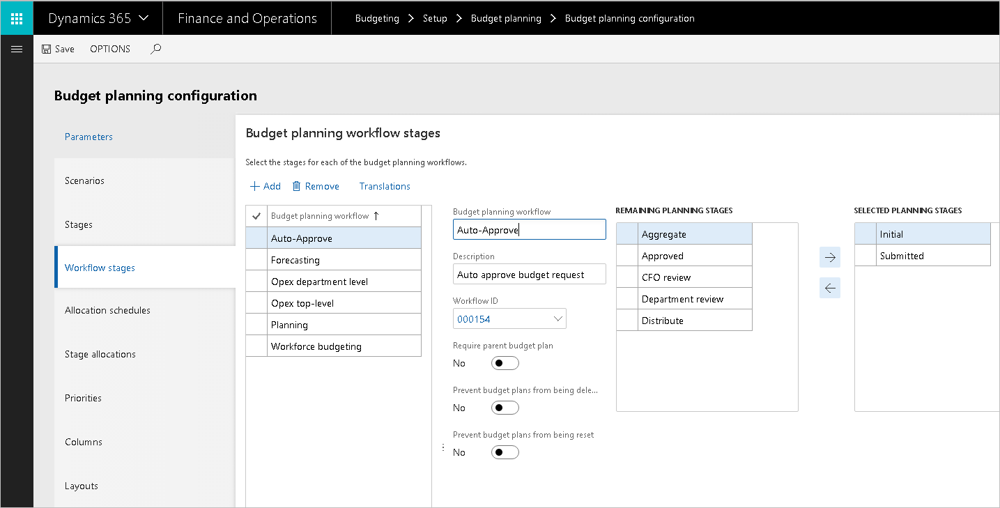 Dynamics 365
Finance and Operations
Budgeting > Setup > Budget planning > Budget planning configuration
Save
OPTIONS
Budget planning configuration
Parameters
Scenarios
Stages
Workflow stages
Allocation schedules
Stage allocations
Priorities
Columns
Layouts
Budget planning workflow stages
Select the stages for each of the budget planning workflows.
Add
Remove
Translations
Budget planning workflow
Auto-Approve
Forecasting
Opex department level
Opex top-level
Planning
Workforce budgeting
Budget planning workflow
Auto-Approve
Description
Auto approve budget request
Workflow ID
000154
Require parent budget plan
No
Prevent budget plans from being dele...
No
Prevent budget plans from being reset
No
REMAINING PLANNING STAGES
Aggregate
Approved
CFO review
Department review
Distribute
SELECTED PLANNING STAGES
Initial
Submitted